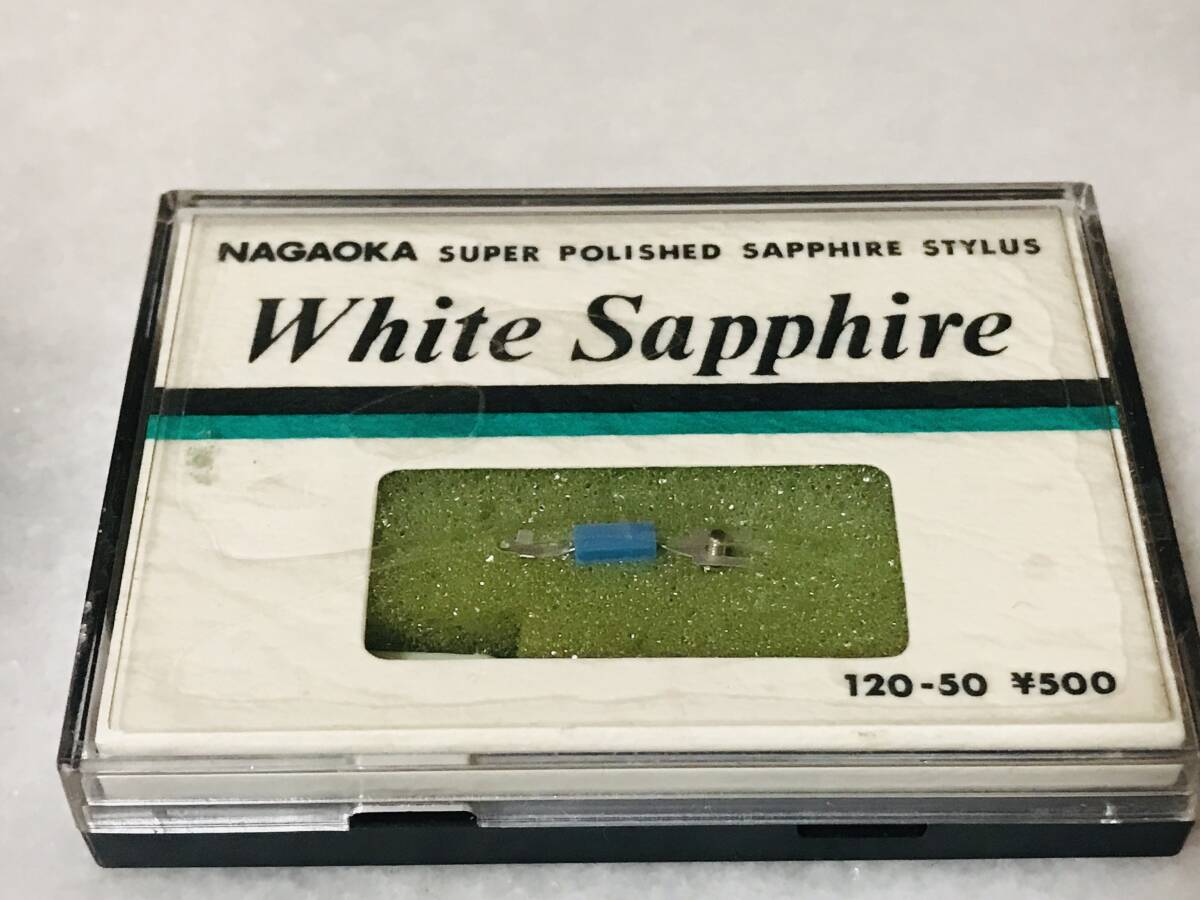 NAGAOKA SUPER POLISHED SAPPHIRE STYLUS
White Sapphire
120-50 ¥500